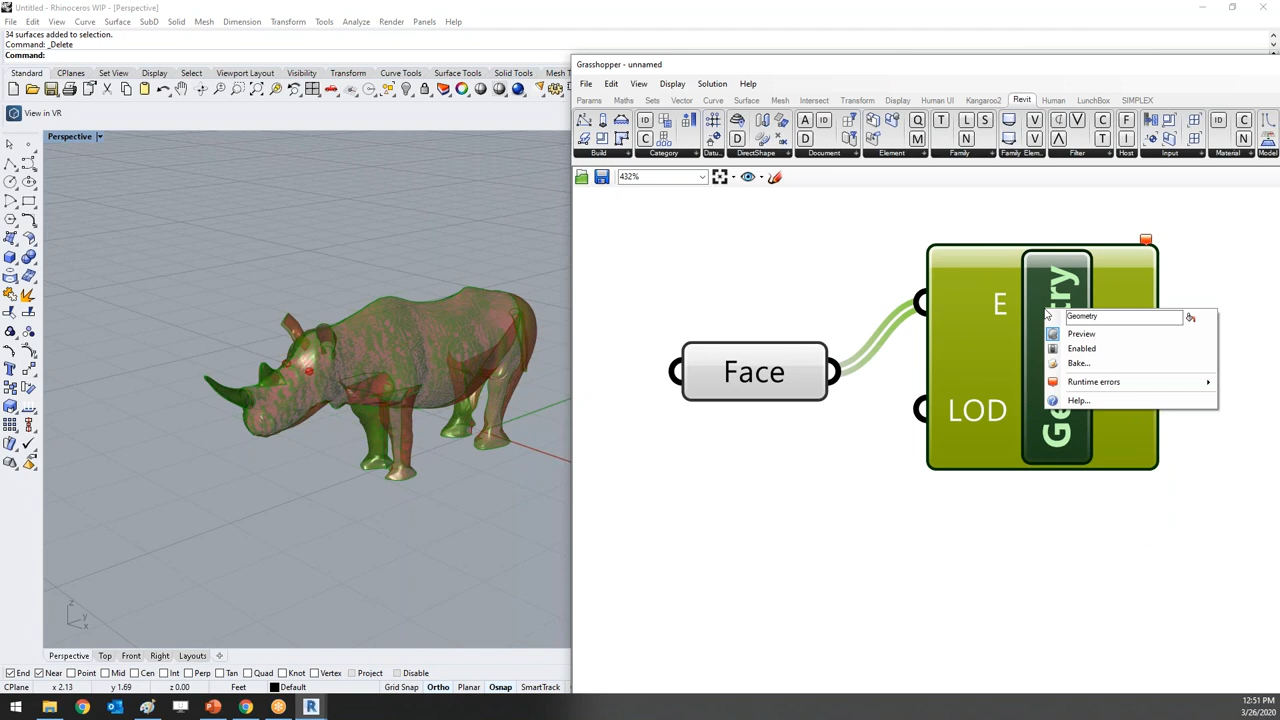 Untitled - Rhinoceros WIP - [Perspective]
File Edit View Curve Surface SubD Solid Mesh Dimension Transform Tools Analyze Render Panels Help
34 surfaces added to selection.
Command: _Delete
Command:
Standard CPlanes Set View Display Select Viewport Layout Visibility Transform Curve Tools Surface Tools Solid Tools Mesh T
View in VR
Perspective
Grasshopper - unnamed
File Edit View Display Solution Help
Params Maths Sets Vector Curve Surface Mesh Intersect Transform Display Human UI Kangaroo2 Revit Human LunchBox SIMPLEX
ID A ID Q T L S V C F ID C
C D D M N V T N
Build Category Datu... DirectShape Document Element Family Family Elem... Filter Host Input Material Model
432%
Face
E
LOD
Geometry
Preview
Enabled
Bake...
Runtime errors
Help...
z
y
x
Perspective Top Front Right Layouts
End Near Point Mid Cen Int Perp Tan Quad Knot Vertex Project Disable
CPlane x 2.13 y 1.69 z 0.00 Feet Default Grid Snap Ortho Planar Osnap SmartTrack
12:51 PM
3/26/2020